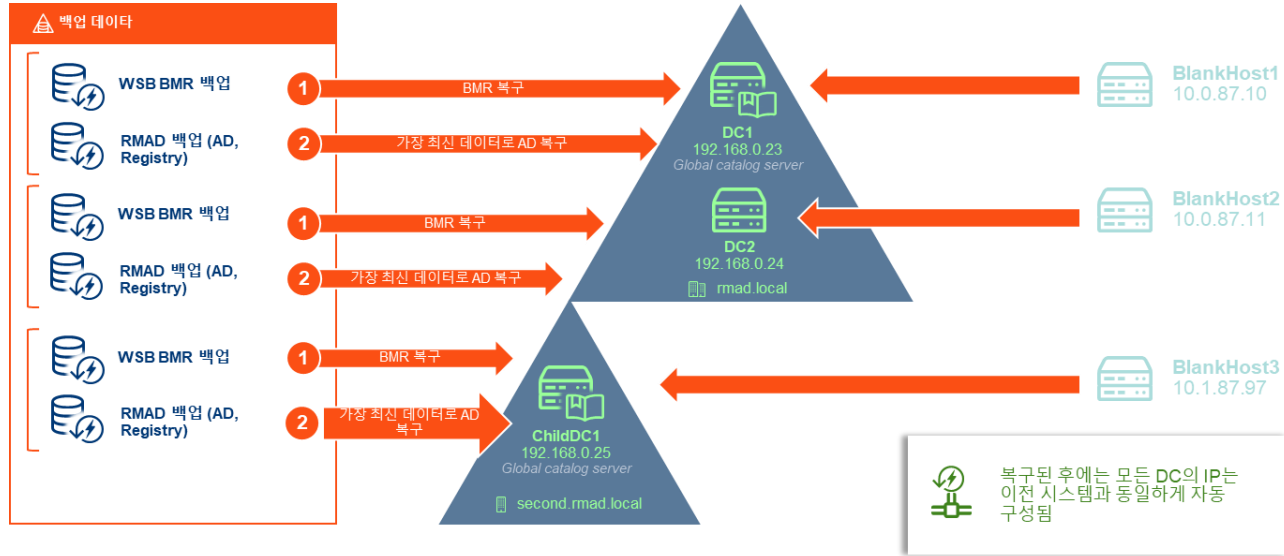 백업 데이타
WSB BMR 백업
1
BMR 복구
RMAD 백업 (AD,
Registry)
2
가장 최신 데이터로 AD 복구
WSB BMR 백업
1
BMR 복구
RMAD 백업 (AD,
Registry)
2
가장 최신 데이터로 AD 복구
WSB BMR 백업
1
BMR 복구
RMAD 백업 (AD,
Registry)
2
가장 최신 데이터로 AD
복구
DC1
192.168.0.23
Global catalog server
DC2
192.168.0.24
rmad.local
ChildDC1
192.168.0.25
Global catalog server
second.rmad.local
BlankHost1
10.0.87.10
BlankHost2
10.0.87.11
BlankHost3
10.1.87.97
복구된 후에는 모든 DC의 IP는
이전 시스템과 동일하게 자동
구성됨